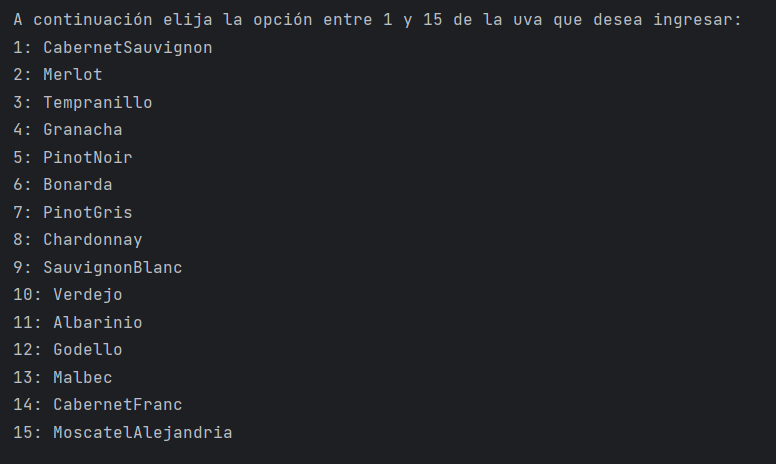 A continuación elija la opción entre 1 y 15 de la uva que desea ingresar:
1: CabernetSauvignon
2: Merlot
3: Tempranillo
4: Granacha
5: PinotNoir
6: Bonarda
7: PinotGris
8: Chardonnay
9: SauvignonBlanc
10: Verdejo
11: Albarinio
12: Godello
13: Malbec
14: CabernetFranc
15: MoscatelAlejandria